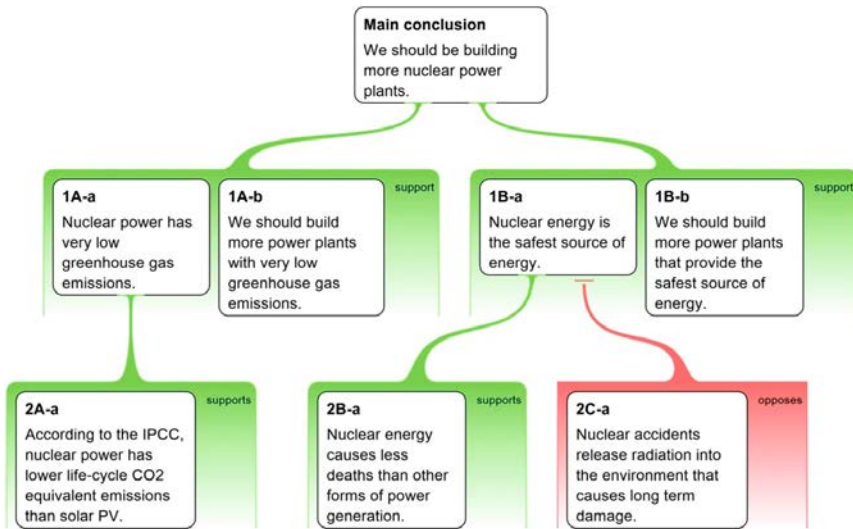 Main conclusion
We should be building
more nuclear power
plants.
1A-a
Nuclear power has
very low
greenhouse gas
emissions.
1A-b
We should build
more power plants
with very low
greenhouse gas
emissions.
support
1B-a
Nuclear energy is
the safest source of
energy.
1B-b
We should build
more power plants
that provide the
safest source of
energy.
support
2A-a
According to the IPCC,
nuclear power has
lower life-cycle CO2
equivalent emissions
than solar PV.
supports
2B-a
Nuclear energy
causes less
deaths than other
forms of power
generation.
supports
2C-a
Nuclear accidents
release radiation into
the environment that
causes long term
damage.
opposes